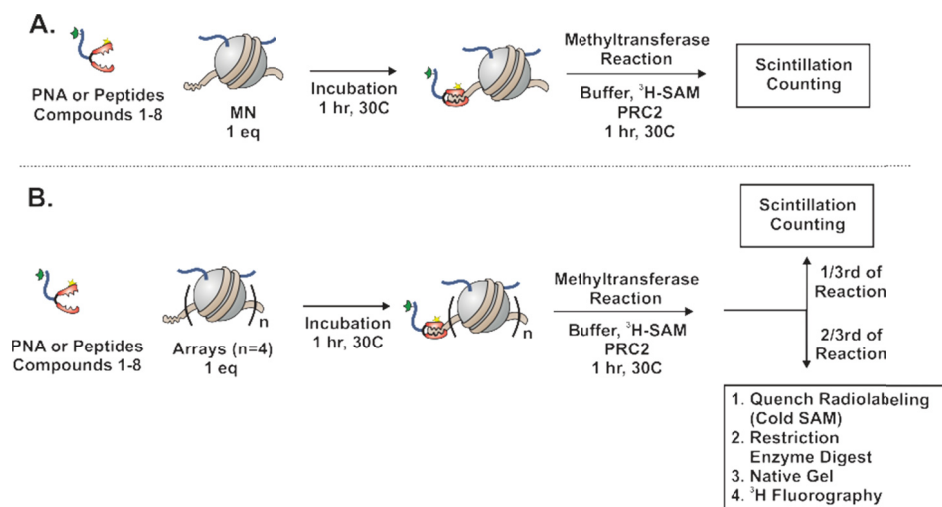 A.
PNA or Peptides
Compounds 1-8
MN
1 eq
Incubation
1 hr, 30C
Methyltransferase
Reaction
Buffer, ³H-SAM
PRC2
1 hr, 30C
Scintillation
Counting
B.
PNA or Peptides
Compounds 1-8
n
Arrays (n=4)
1 eq
Incubation
1 hr, 30C
n
Methyltransferase
Reaction
Buffer, ³H-SAM
PRC2
1 hr, 30C
Scintillation
Counting
1/3rd of
Reaction
2/3rd of
Reaction
1. Quench Radiolabeling
(Cold SAM)
2. Restriction
Enzyme Digest
3. Native Gel
4. ³H Fluorography